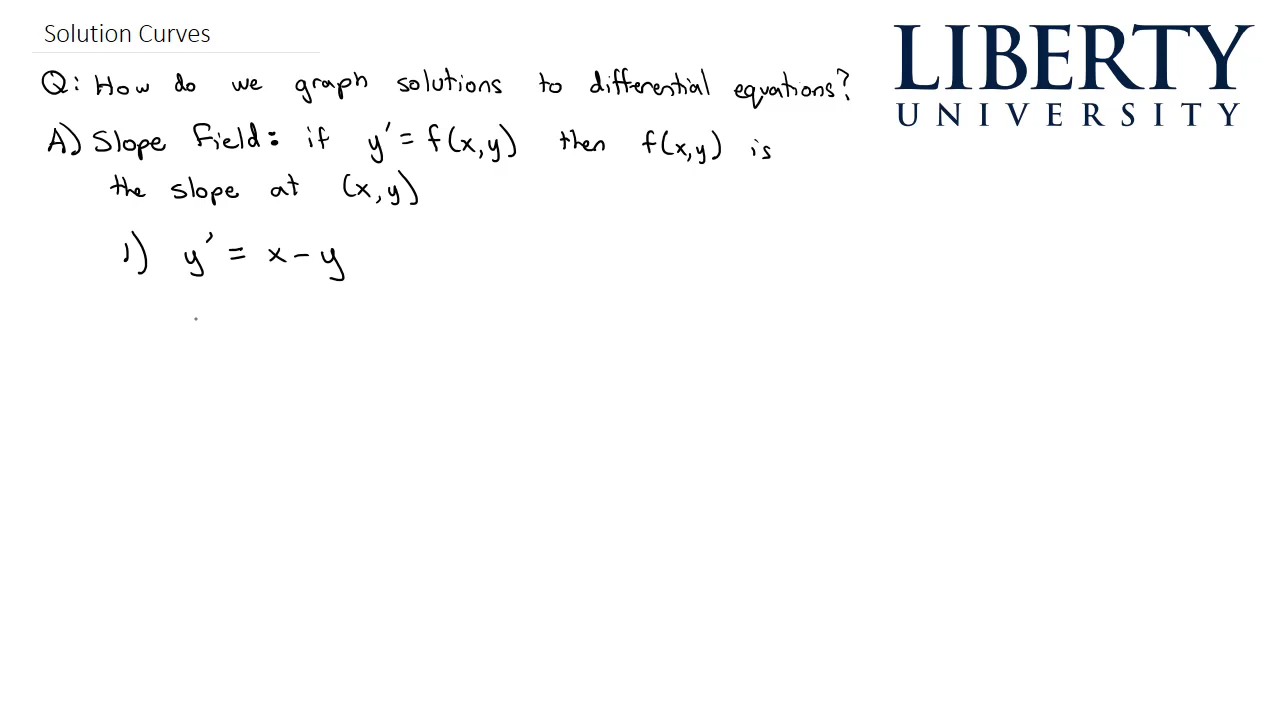 Solution Curves
LIBERTY
UNIVERSITY
Q: How do we graph solutions to differential equations?
A) Slope Field: if y' = f(x,y) then f(x,y) is
the slope at (x,y)
1) y' = x - y